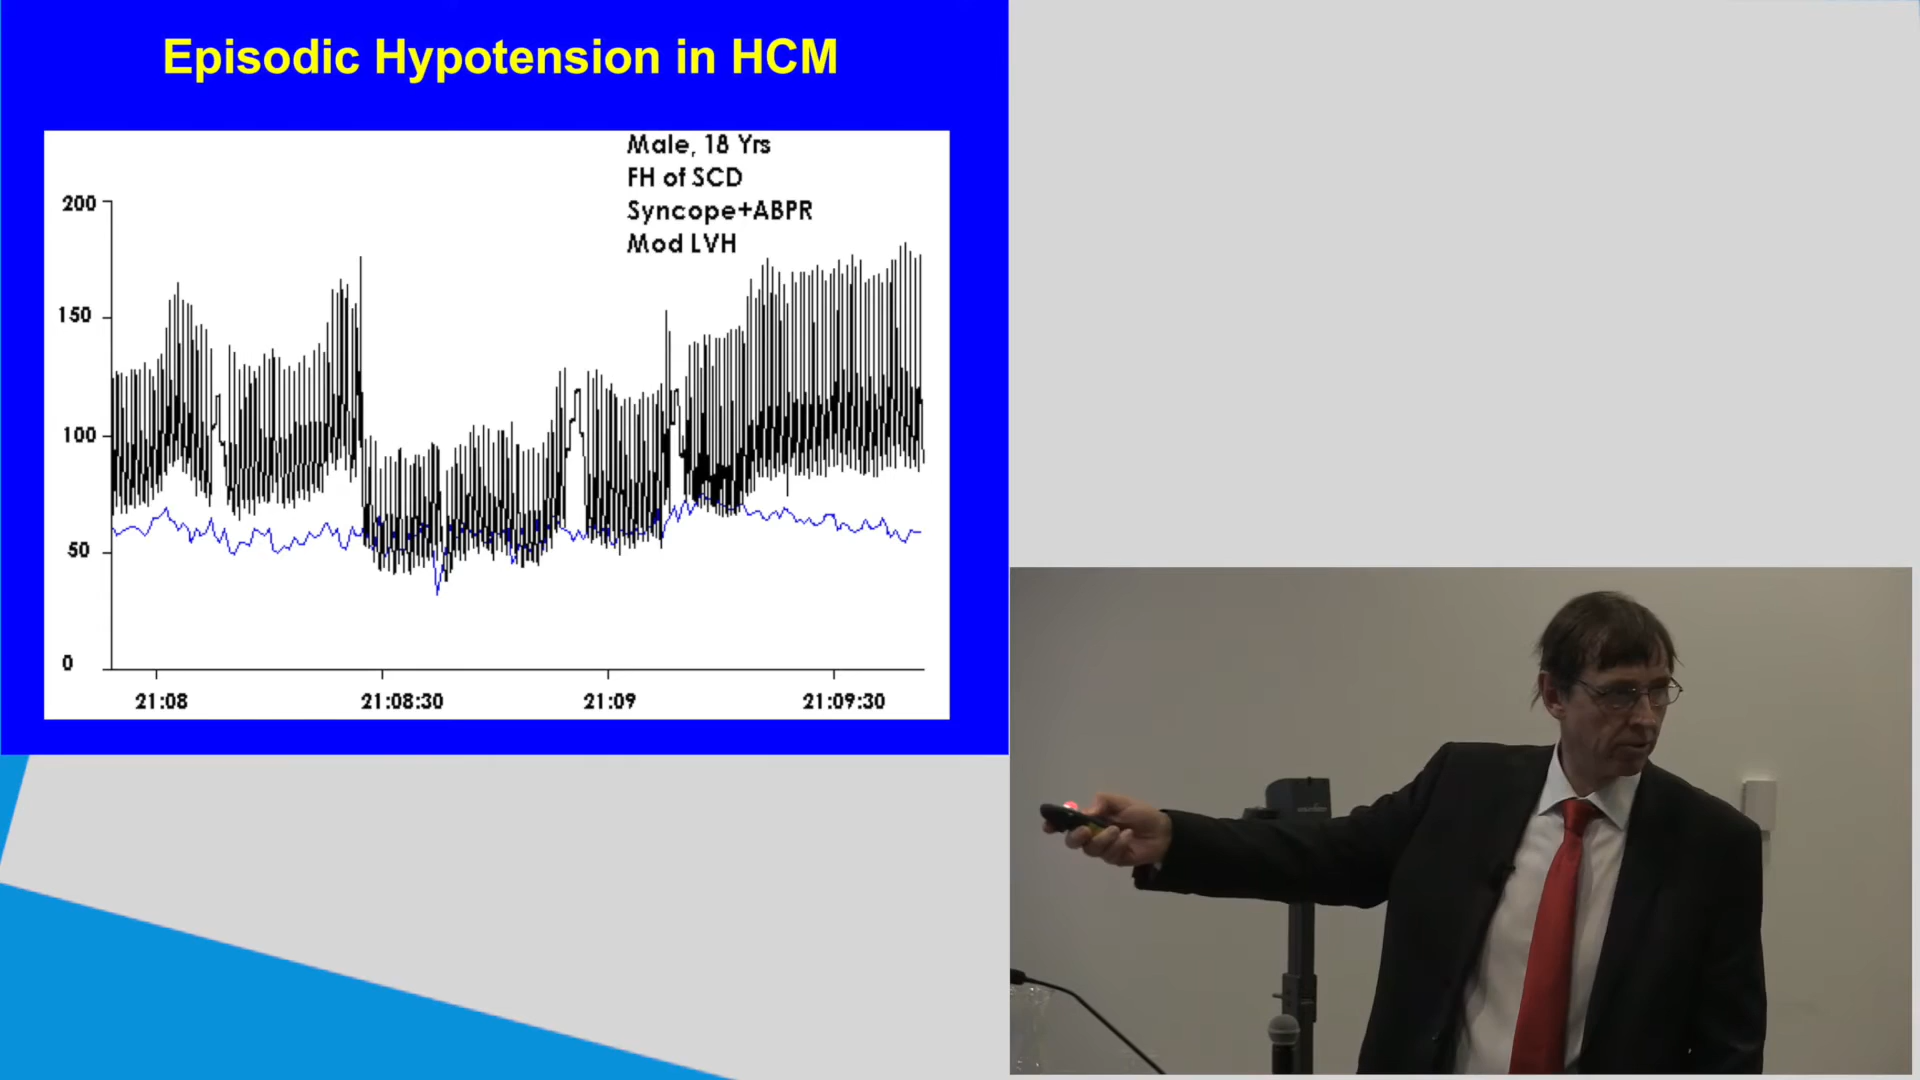 Episodic Hypotension in HCM
Male, 18 Yrs
FH of SCD
Syncope+ABPR
Mod LVH
200
150
100
50
0
21:08
21:08:30
21:09
21:09:30